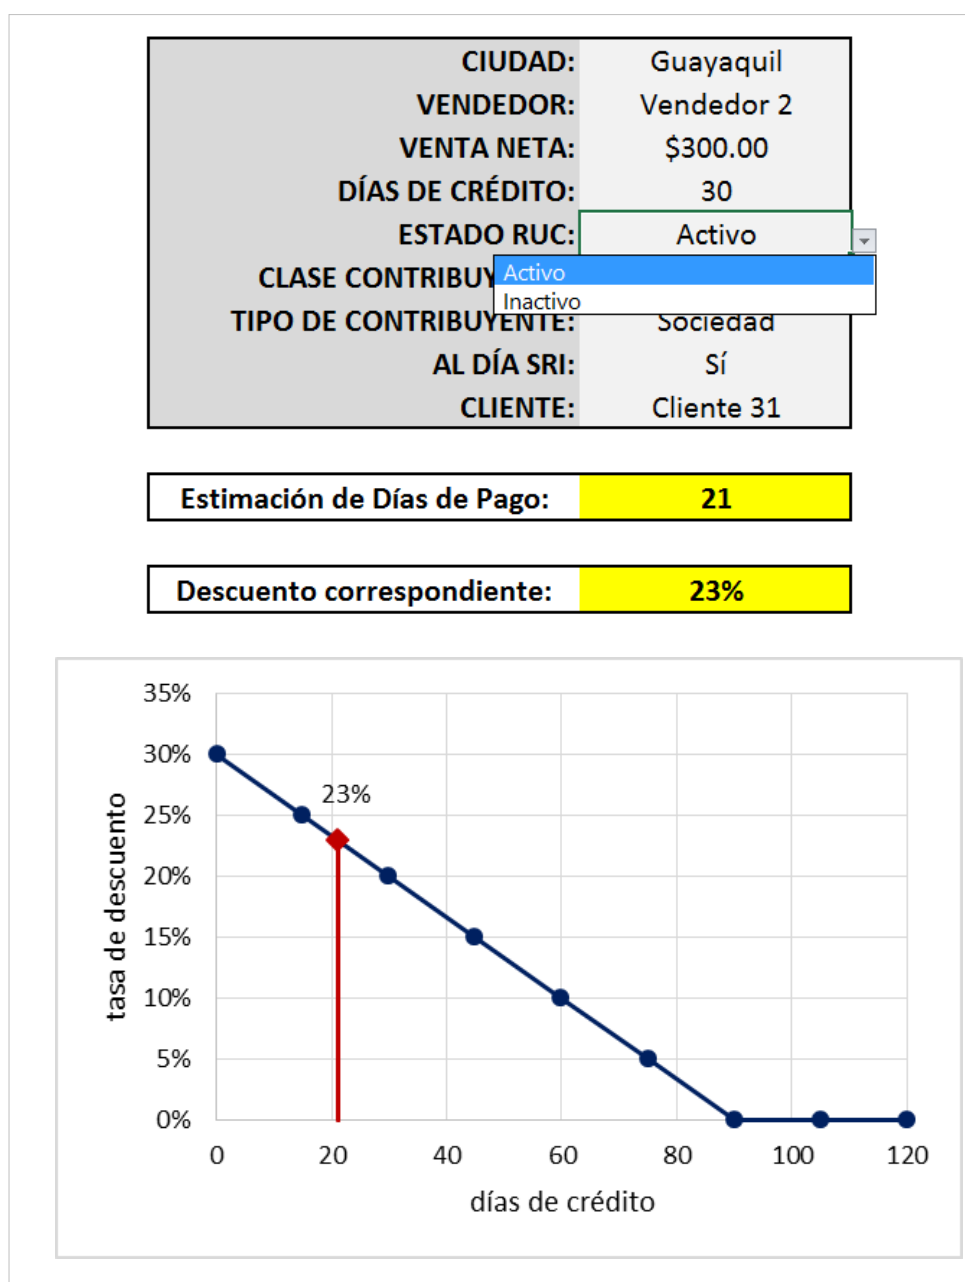 CIUDAD: Guayaquil
VENDEDOR: Vendedor 2
VENTA NETA: $300.00
DÍAS DE CRÉDITO: 30
ESTADO RUC: Activo
CLASE CONTRIBUY
Activo
Inactivo
TIPO DE CONTRIBUYENTE: Sociedad
AL DÍA SRI: Sí
CLIENTE: Cliente 31
Estimación de Días de Pago: 21
Descuento correspondiente: 23%
35%
30%
25%
20%
15%
10%
5%
0%
tasa de descuento
23%
0 20 40 60 80 100 120
días de crédito